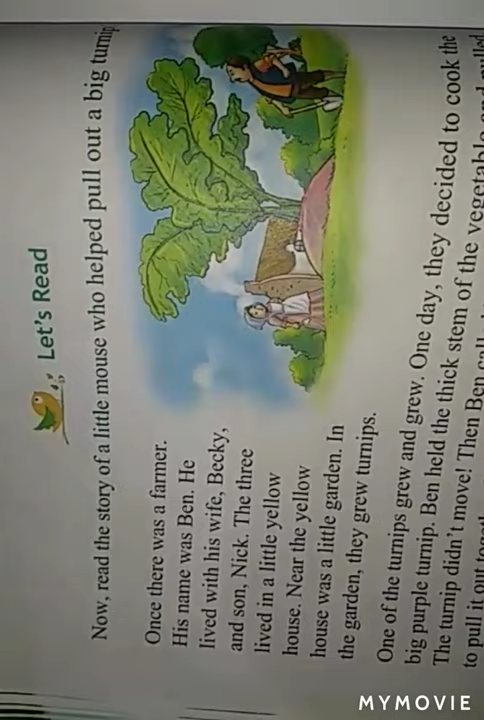 Let's Read
Now, read the story of a little mouse who helped pull out a big turnip
Once there was a farmer.
His name was Ben. He
lived with his wife, Becky,
and son, Nick. The three
lived in a little yellow
house. Near the yellow
house was a little garden. In
the garden, they grew turnips.
One of the turnips grew and grew. One day, they decided to cook the
big purple turnip. Ben held the thick stem of the vegetable and pulled
The turnip didn't move! Then Ben
to pull it out
MYMOVIE